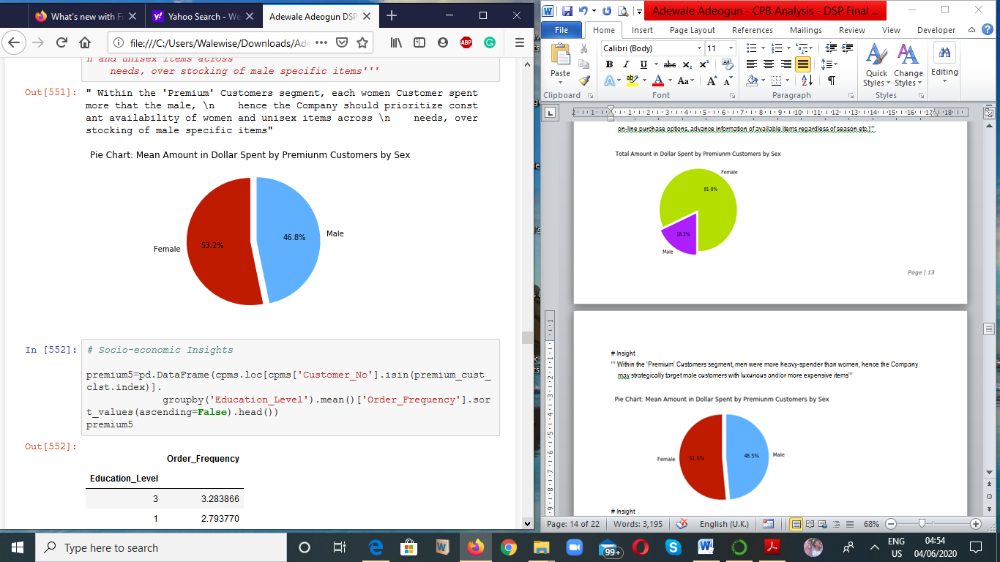 What's new with Fi
Yahoo Search - We
Adewale Adeogun DSP
file:///C:/Users/Walewise/Downloads/Ade
ABP
n and unisex items across
needs, over stocking of male specific items'''
Out[551]:
" Within the 'Premium' Customers segment, each women Customer spent
more that the male, \n    hence the Company should prioritize const
ant availability of women and unisex items across \n    needs, over
stocking of male specific items"
Pie Chart: Mean Amount in Dollar Spent by Premiunm Customers by Sex
Female
53.2%
46.8%
Male
In [552]:
# Socio-economic Insights
premium5=pd.DataFrame(cpms.loc[cpms['Customer_No'].isin(premium_cust_
clst.index)].
groupby('Education_Level').mean()['Order_Frequency'].sor
t_values(ascending=False).head())
premium5
Out[552]:
Order_Frequency
Education_Level
3 3.283866
1 2.793770
Adewale Adeogun - CPB Analysis - DSP Final ...
File Home Insert Page Layout References Mailings Review View Developer
Paste
Calibri (Body) 11
B I U abc x₂ x²
Quick
Styles
Change
Styles
Editing
Clipboard Font Paragraph Styles
on-line purchase options, advance information of available items regardless of season etc.)'''
Total Amount in Dollar Spent by Premiunm Customers by Sex
Female
81.8%
18.2%
Male
Page | 13
# Insight
''' Within the 'Premium' Customers segment, men were more heavy-spender than women, hence the Company
may strategically target male customers with luxurious and/or more expensive items'''
Pie Chart: Mean Amount in Dollar Spent by Premiunm Customers by Sex
Female
51.5%
48.5%
Male
# Insight
Page: 14 of 22 Words: 3,195 English (U.K.) 68%
Type here to search
99+
ENG
US
04:54
04/06/2020